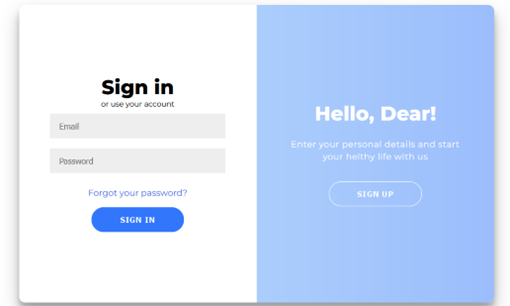 Sign in
or use your account
Email
Password
Forgot your password?
SIGN IN
Hello, Dear!
Enter your personal details and start
your helthy life with us
SIGN UP